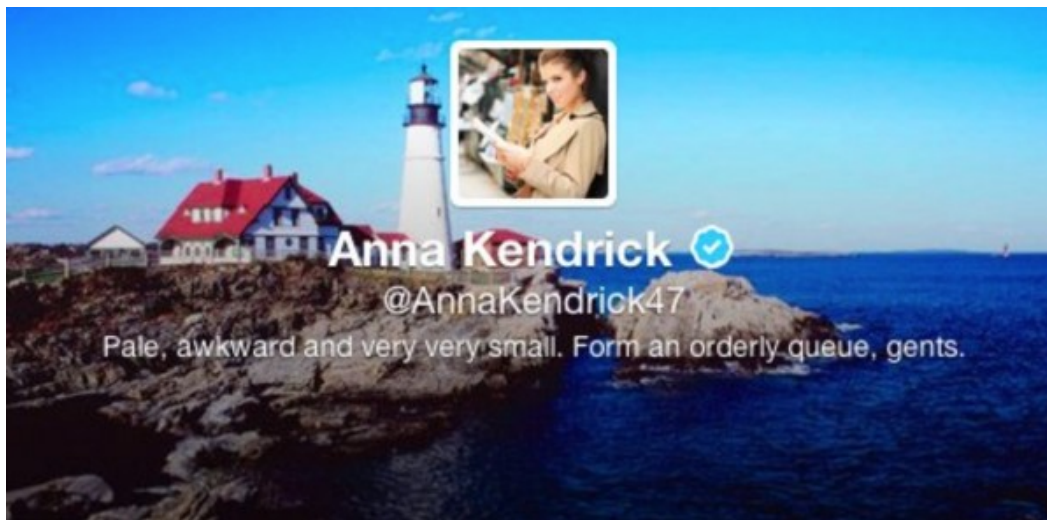 Anna Kendrick
@AnnaKendrick47
Pale, awkward and very very small. Form an orderly queue, gents.